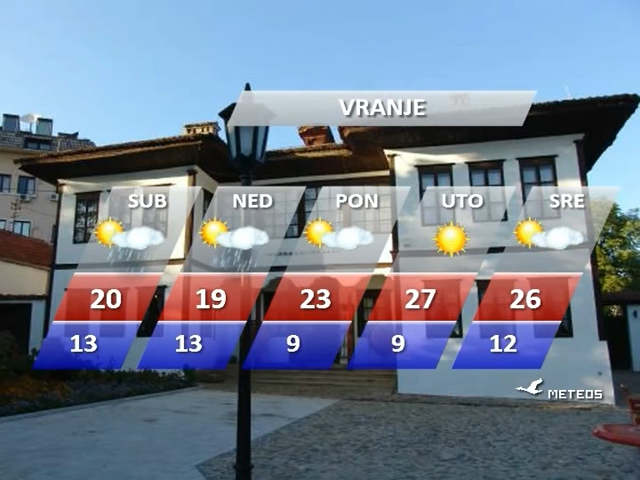 VRANJE
SUB NED PON UTO SRE
20 19 23 27 26
13 13 9 9 12
METEOS